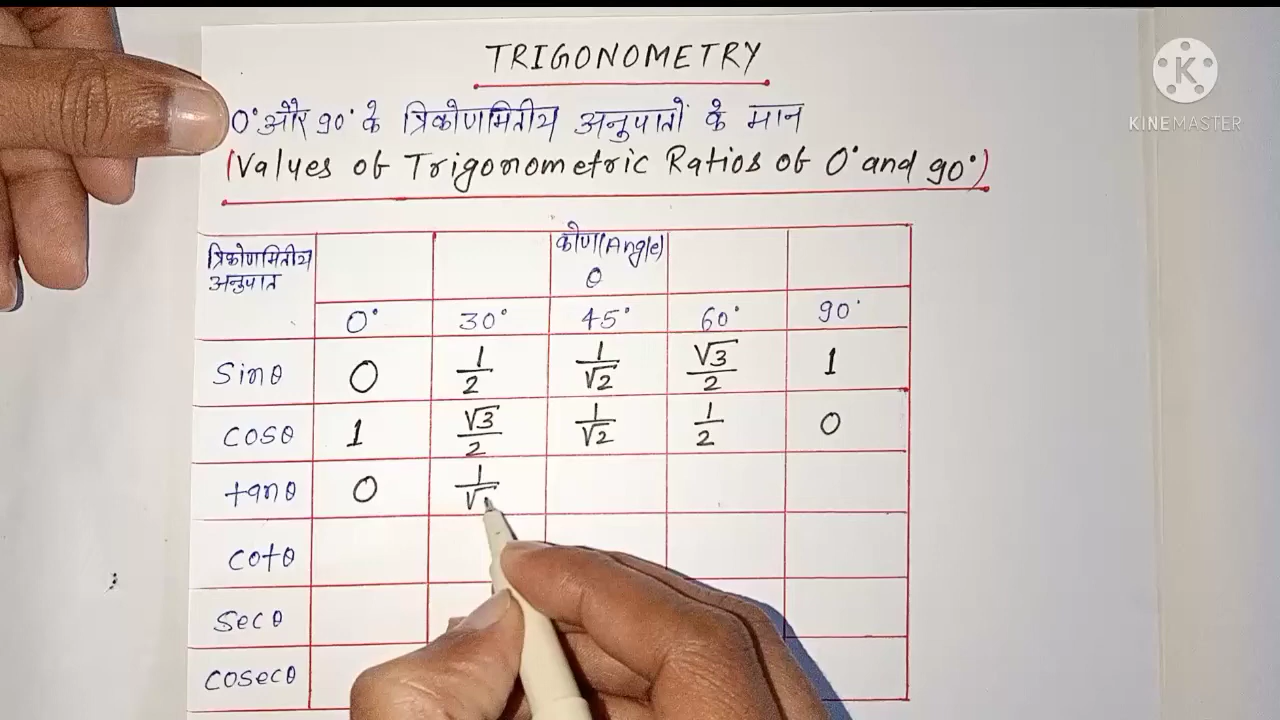 TRIGONOMETRY
K
KINEMASTER
0° और 90° के त्रिकोणमितीय अनुपातों के मान
(Values of Trigonometric Ratios of 0° and 90°)
त्रिकोणमितीय अनुपात
कोण (Angle)
θ
0° 30° 45° 60° 90°
Sinθ 0 1/2 1/√2 √3/2 1
cosθ 1 √3/2 1/√2 1/2 0
tanθ 0 1/√
cotθ
Secθ
cosecθ